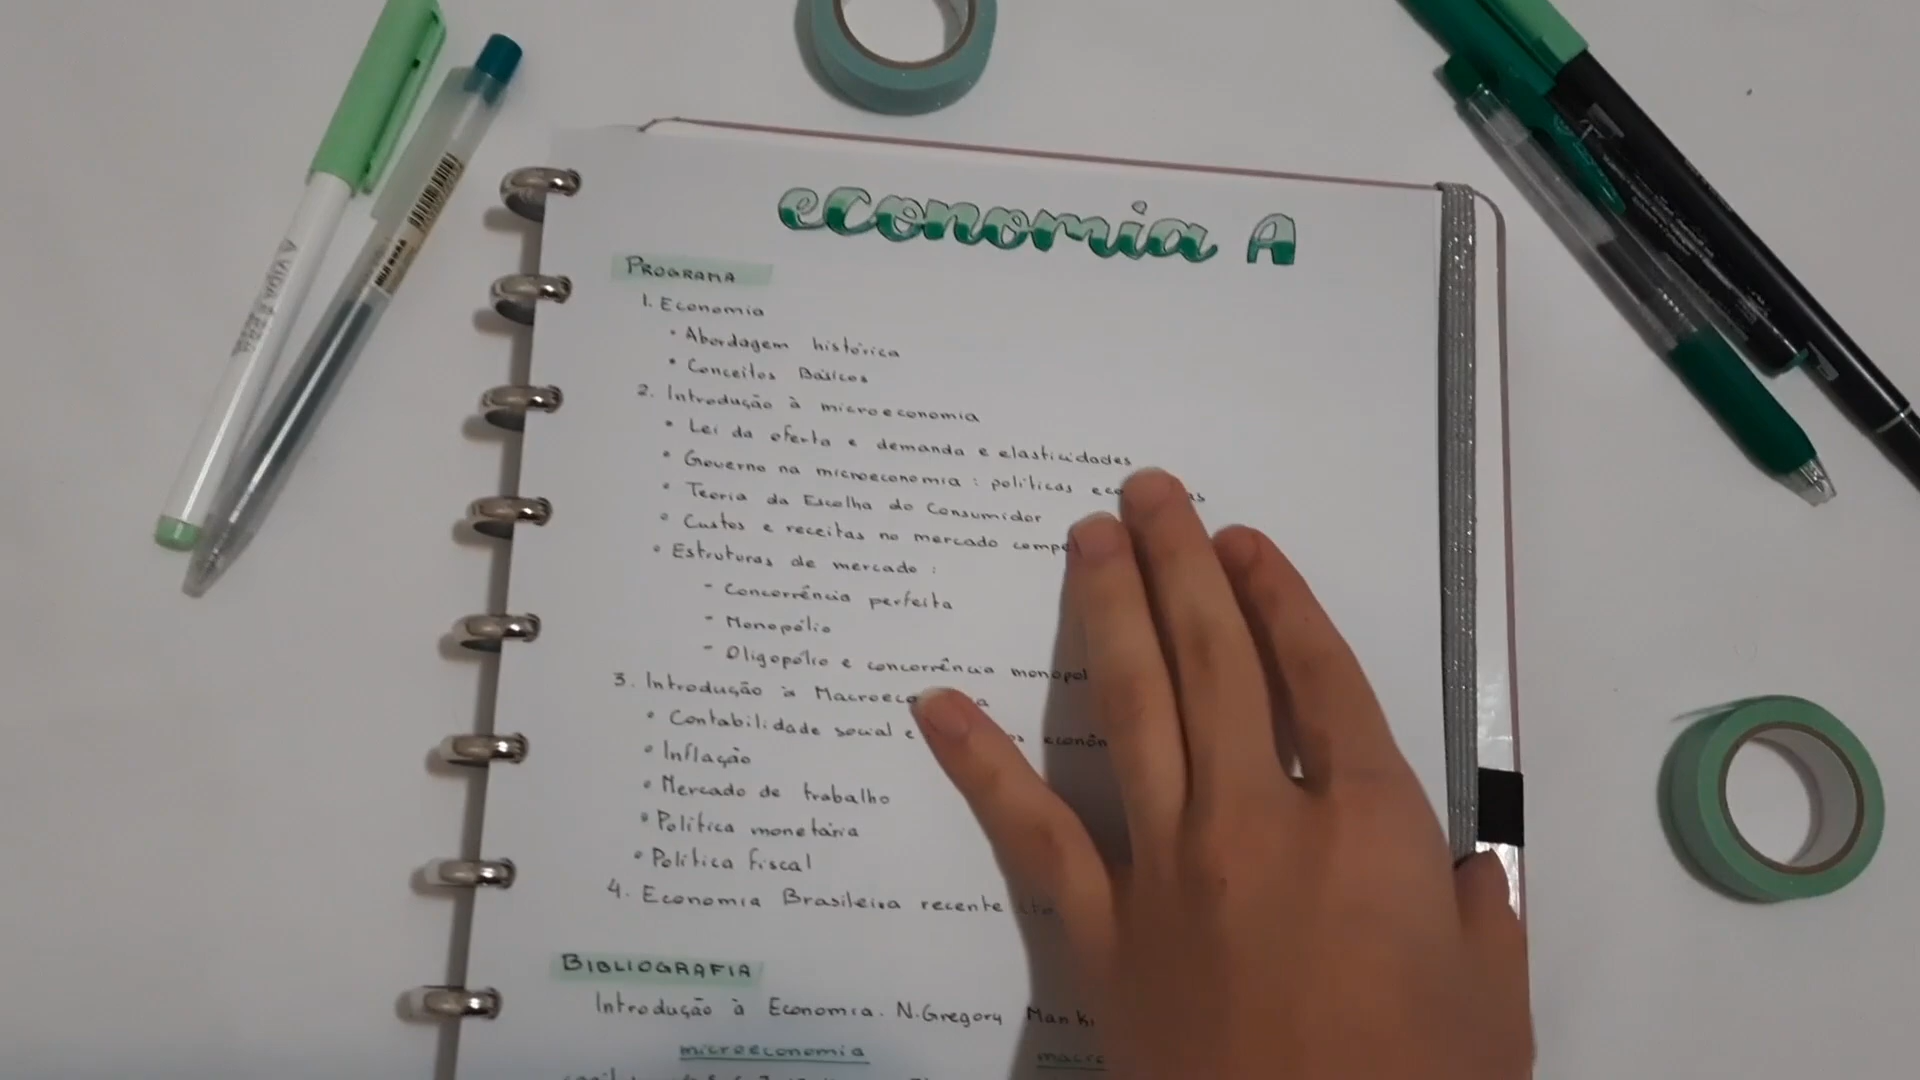 economia A
PROGRAMA
1. Economia
• Abordagem histórica
• Conceitos Básicos
2. Introdução à microeconomia
• Lei da oferta e demanda e elasticidades
• Governo na microeconomia : políticas
• Teoria da Escolha do Consumidor
• Custos e receitas no mercado
• Estruturas de mercado :
- Concorrência perfeita
- Monopólio
- Oligopólio e concorrência
3. Introdução à
• Contabilidade social e
• Inflação
• Mercado de trabalho
• Política monetária
• Política fiscal
4. Economia Brasileira recente
BIBLIOGRAFIA
Introdução à Economia. N. Gregory
microeconomia
A VIDA É BELA